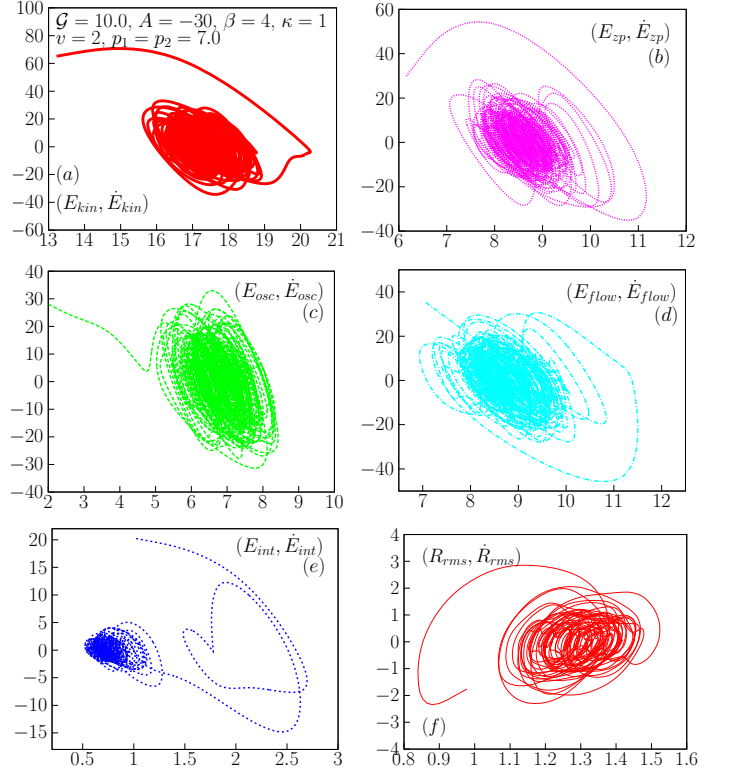 𝒢 = 10.0, A = −30, β = 4, κ = 1
v = 2, p₁ = p₂ = 7.0
100
80
60
40
20
0
−20
−40
−60
(a)
(E_kin, Ė_kin)
13 14 15 16 17 18 19 20 21
60
40
20
0
−20
−40
(E_zp, Ė_zp)
(b)
6 7 8 9 10 11 12
40
30
20
10
0
−10
−20
−30
−40
(E_osc, Ė_osc)
(c)
2 3 4 5 6 7 8 9 10
40
20
0
−20
−40
(E_flow, Ė_flow)
(d)
7 8 9 10 11 12
20
15
10
5
0
−5
−10
−15
(E_int, Ė_int)
(e)
0.5 1 1.5 2 2.5 3
4
3
2
1
0
−1
−2
−3
−4
(R_rms, Ṙ_rms)
(f)
0.8 0.9 1 1.1 1.2 1.3 1.4 1.5 1.6